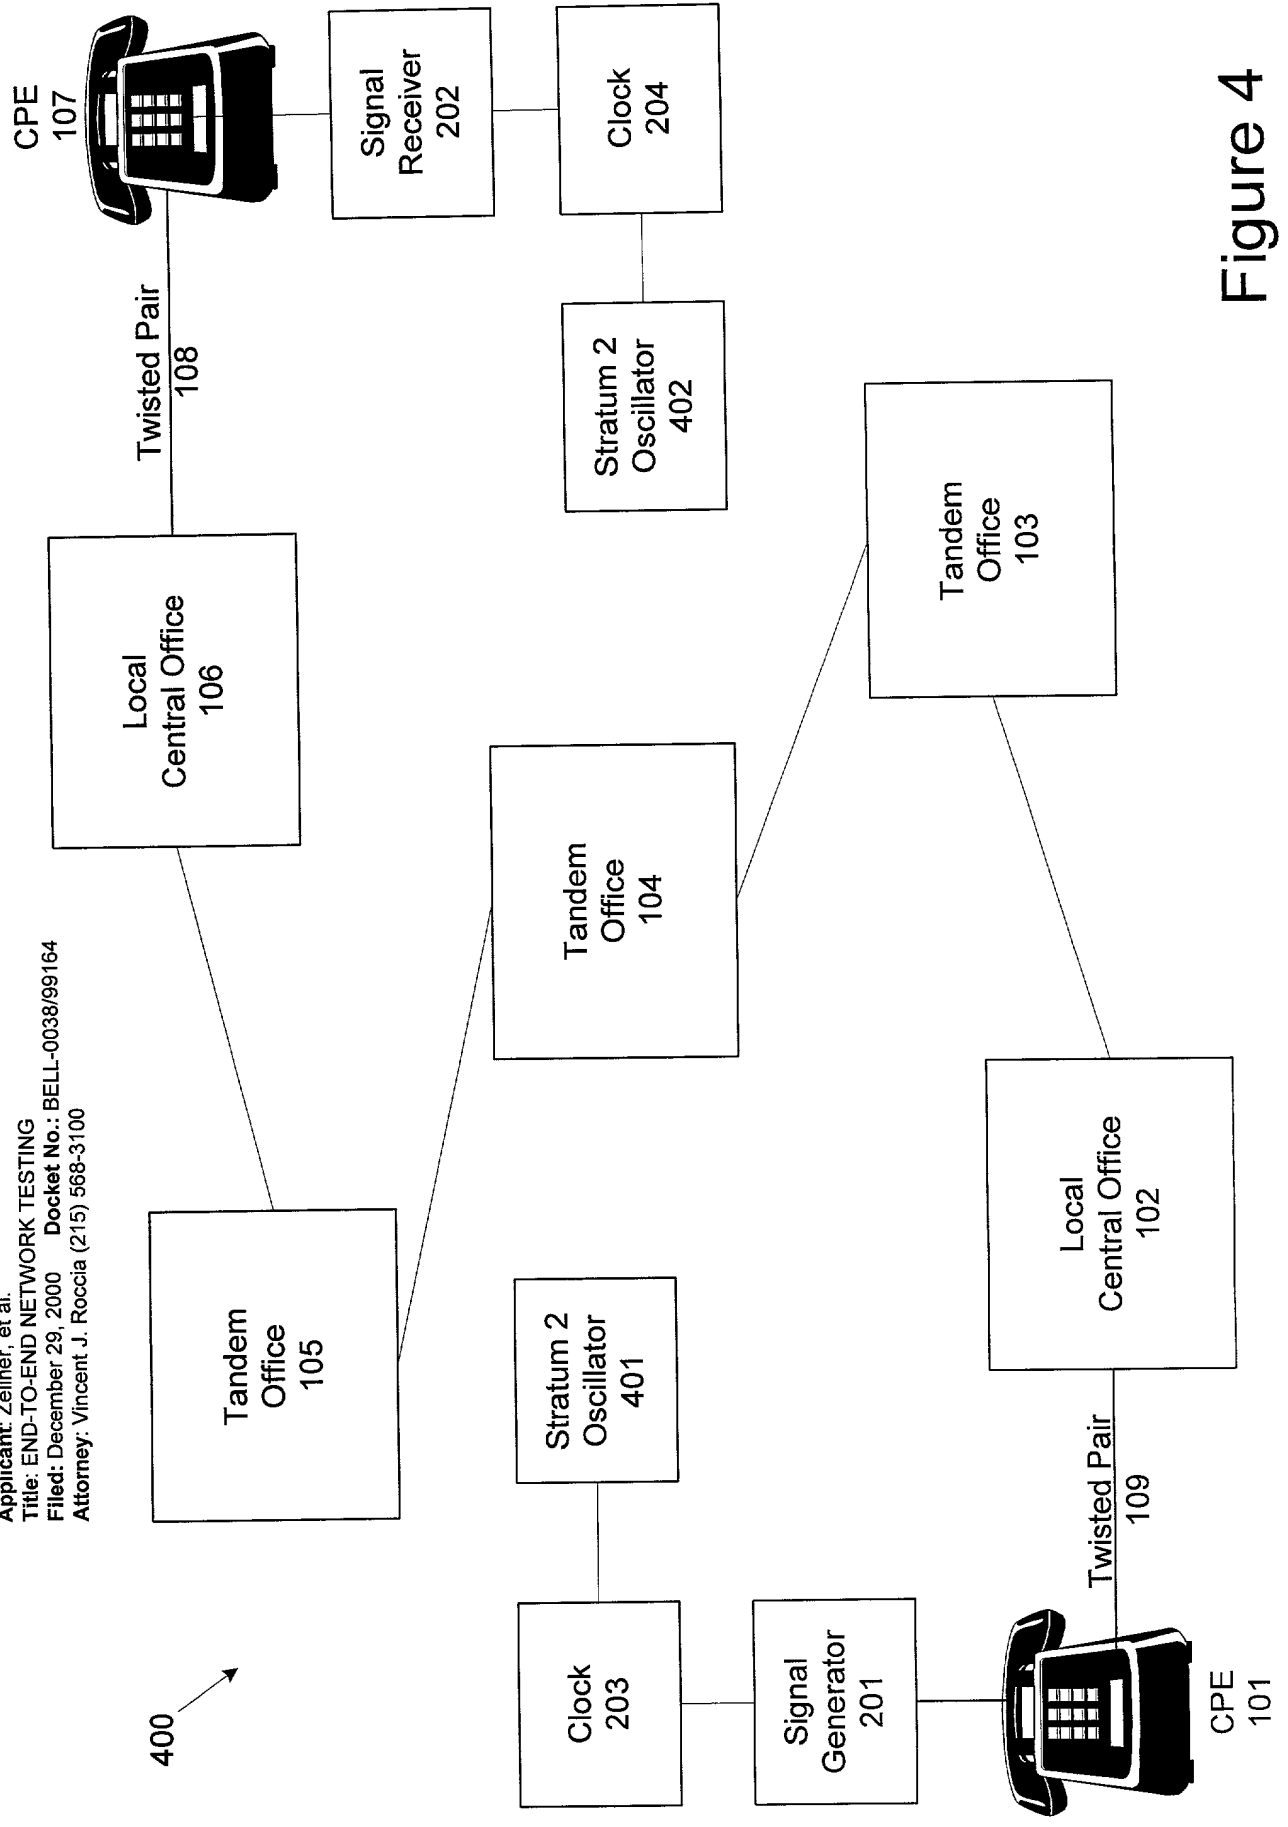 Applicant: Zellner, et al.
Title: END-TO-END NETWORK TESTING
Filed: December 29, 2000 Docket No.: BELL-0038/99164
Attorney: Vincent J. Roccia (215) 568-3100
400
CPE
107
Twisted Pair
108
Local
Central Office
106
Tandem
Office
105
Signal
Receiver
202
Clock
204
Stratum 2
Oscillator
402
Tandem
Office
104
Stratum 2
Oscillator
401
Clock
203
Signal
Generator
201
Tandem
Office
103
Local
Central Office
102
Twisted Pair
109
CPE
101
Figure 4